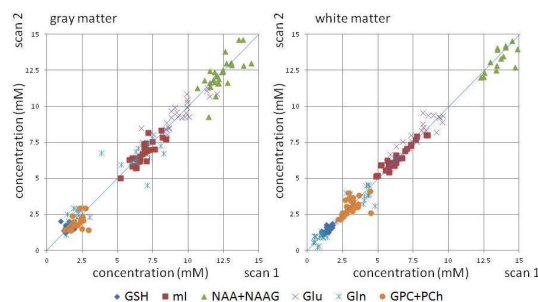 scan 2 gray matter
scan 2 white matter
15
12.5
10
7.5
5
2.5
0
concentration (mM)
0 2.5 5 7.5 10 12.5 15
concentration (mM) scan 1
15
12.5
10
7.5
5
2.5
0
concentration (mM)
0 2.5 5 7.5 10 12.5 15
concentration (mM) scan 1
GSH mI NAA+NAAG Glu Gln GPC+PCh